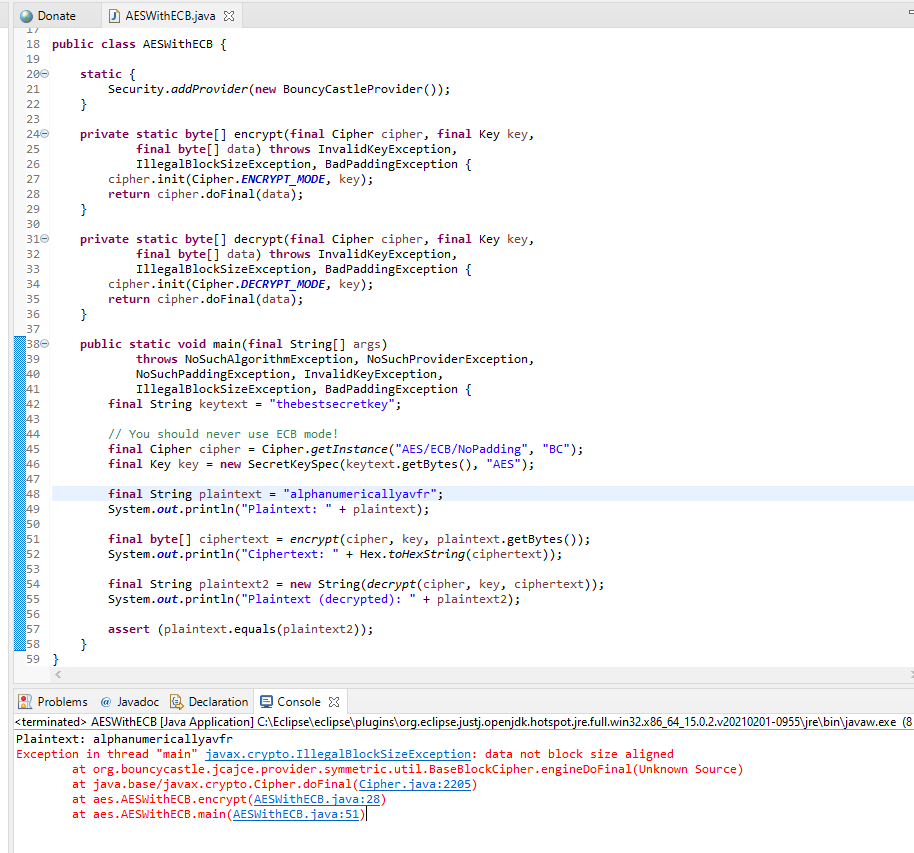 Donate AESWithECB.java
17
18 public class AESWithECB {
19
20 static {
21 Security.addProvider(new BouncyCastleProvider());
22 }
23
24 private static byte[] encrypt(final Cipher cipher, final Key key,
25 final byte[] data) throws InvalidKeyException,
26 IllegalBlockSizeException, BadPaddingException {
27 cipher.init(Cipher.ENCRYPT_MODE, key);
28 return cipher.doFinal(data);
29 }
30
31 private static byte[] decrypt(final Cipher cipher, final Key key,
32 final byte[] data) throws InvalidKeyException,
33 IllegalBlockSizeException, BadPaddingException {
34 cipher.init(Cipher.DECRYPT_MODE, key);
35 return cipher.doFinal(data);
36 }
37
38 public static void main(final String[] args)
39 throws NoSuchAlgorithmException, NoSuchProviderException,
40 NoSuchPaddingException, InvalidKeyException,
41 IllegalBlockSizeException, BadPaddingException {
42 final String keytext = "thebestsecretkey";
43
44 // You should never use ECB mode!
45 final Cipher cipher = Cipher.getInstance("AES/ECB/NoPadding", "BC");
46 final Key key = new SecretKeySpec(keytext.getBytes(), "AES");
47
48 final String plaintext = "alphanumericallyavfr";
49 System.out.println("Plaintext: " + plaintext);
50
51 final byte[] ciphertext = encrypt(cipher, key, plaintext.getBytes());
52 System.out.println("Ciphertext: " + Hex.toHexString(ciphertext));
53
54 final String plaintext2 = new String(decrypt(cipher, key, ciphertext));
55 System.out.println("Plaintext (decrypted): " + plaintext2);
56
57 assert (plaintext.equals(plaintext2));
58 }
59 }
Problems @ Javadoc Declaration Console
<terminated> AESWithECB [Java Application] C:\Eclipse\eclipse\plugins\org.eclipse.justj.openjdk.hotspot.jre.full.win32.x86_64_15.0.2.v20210201-0955\jre\bin\javaw.exe (8
Plaintext: alphanumericallyavfr
Exception in thread "main" javax.crypto.IllegalBlockSizeException: data not block size aligned
at org.bouncycastle.jcajce.provider.symmetric.util.BaseBlockCipher.engineDoFinal(Unknown Source)
at java.base/javax.crypto.Cipher.doFinal(Cipher.java:2205)
at aes.AESWithECB.encrypt(AESWithECB.java:28)
at aes.AESWithECB.main(AESWithECB.java:51)